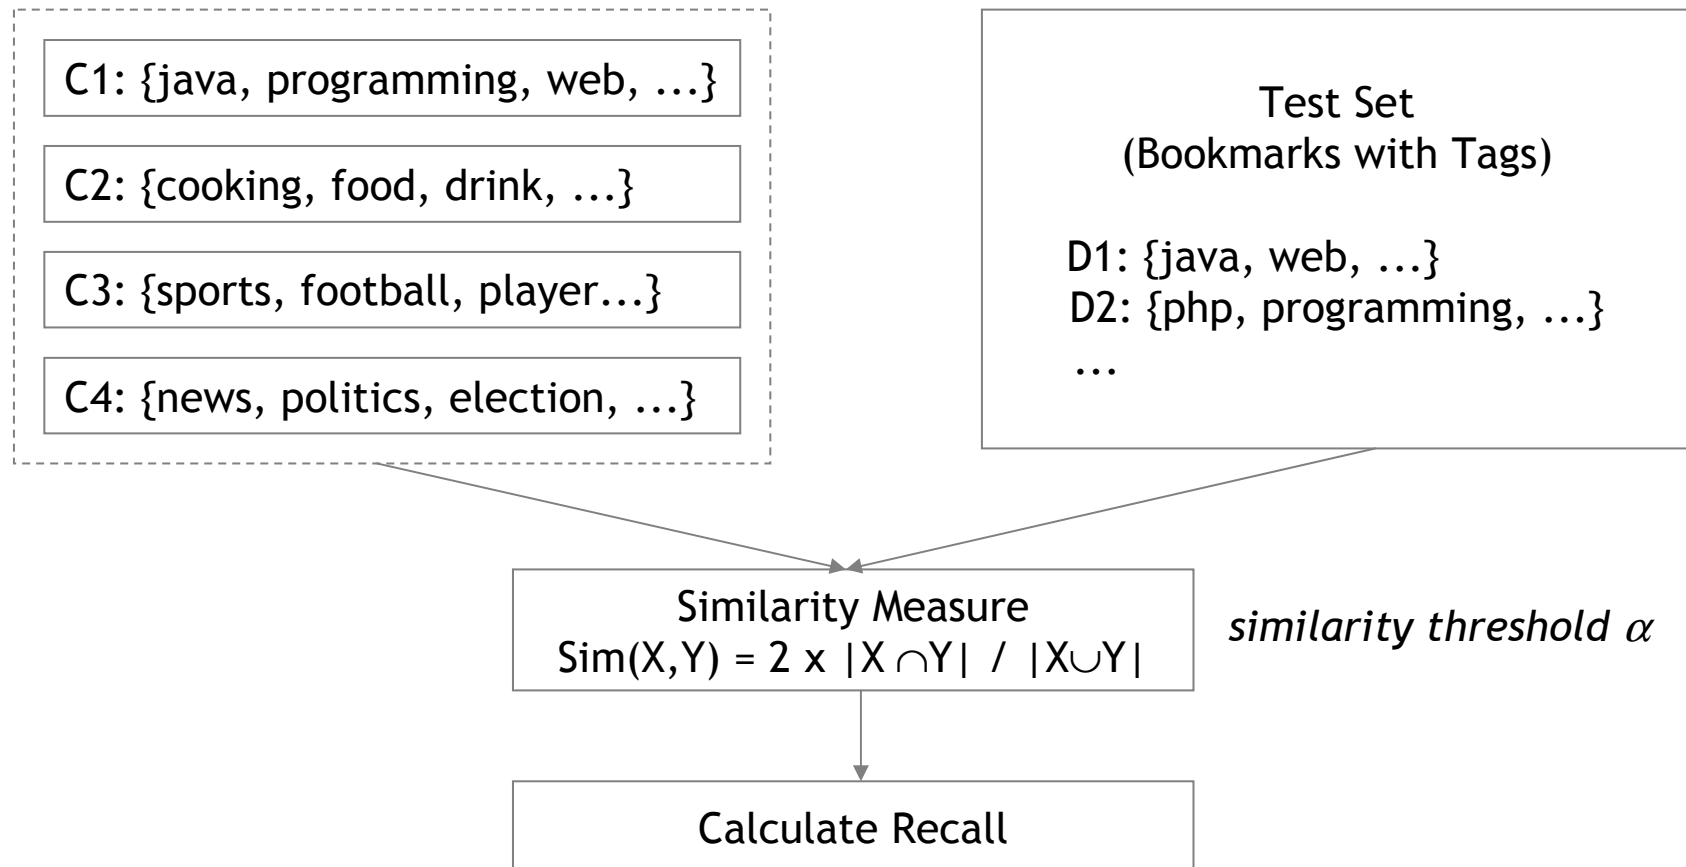 C1: {java, programming, web, ...}
C2: {cooking, food, drink, ...}
C3: {sports, football, player...}
C4: {news, politics, election, ...}
Test Set
(Bookmarks with Tags)
D1: {java, web, ...}
D2: {php, programming, ...}
...
Similarity Measure
Sim(X,Y) = 2 x |X ∩Y| / |X∪Y|
similarity threshold α
Calculate Recall